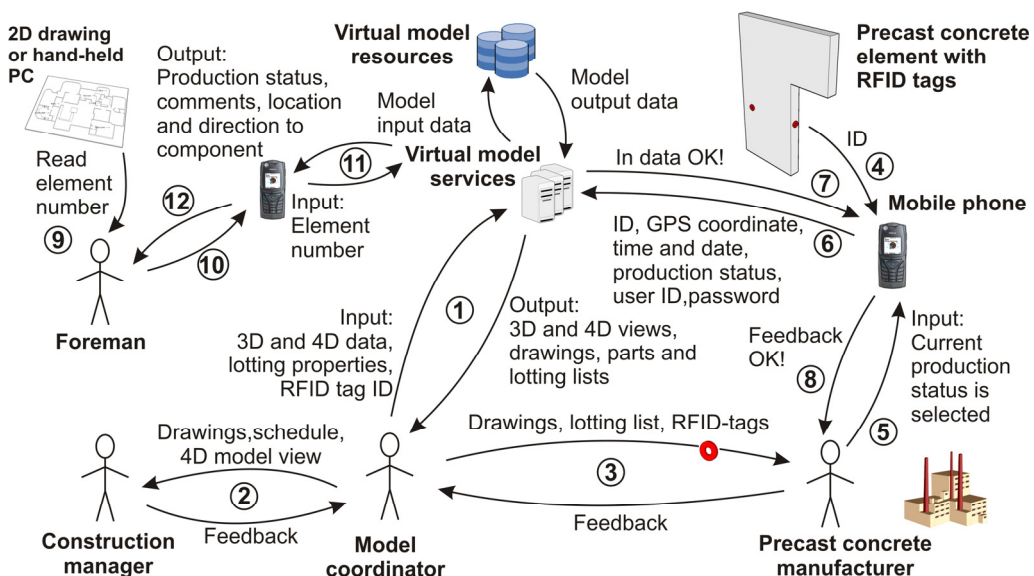 2D drawing
or hand-held
PC
Output:
Production status,
comments, location
and direction to
component
Virtual model
resources
Model
input data
Model
output data
Precast concrete
element with
RFID tags
ID
4
Read
element
number
9
12
10
11
Input:
Element
number
Virtual model
services
In data OK!
7
6
Mobile phone
ID, GPS coordinate,
time and date,
production status,
user ID,password
Foreman
Input:
3D and 4D data,
lotting properties,
RFID tag ID
1
Output:
3D and 4D views,
drawings, parts and
lotting lists
Feedback
OK!
8
Input:
Current
production
status is
selected
5
Drawings,schedule,
4D model view
2
Feedback
Drawings, lotting list, RFID-tags
3
Feedback
Construction
manager
Model
coordinator
Precast concrete
manufacturer